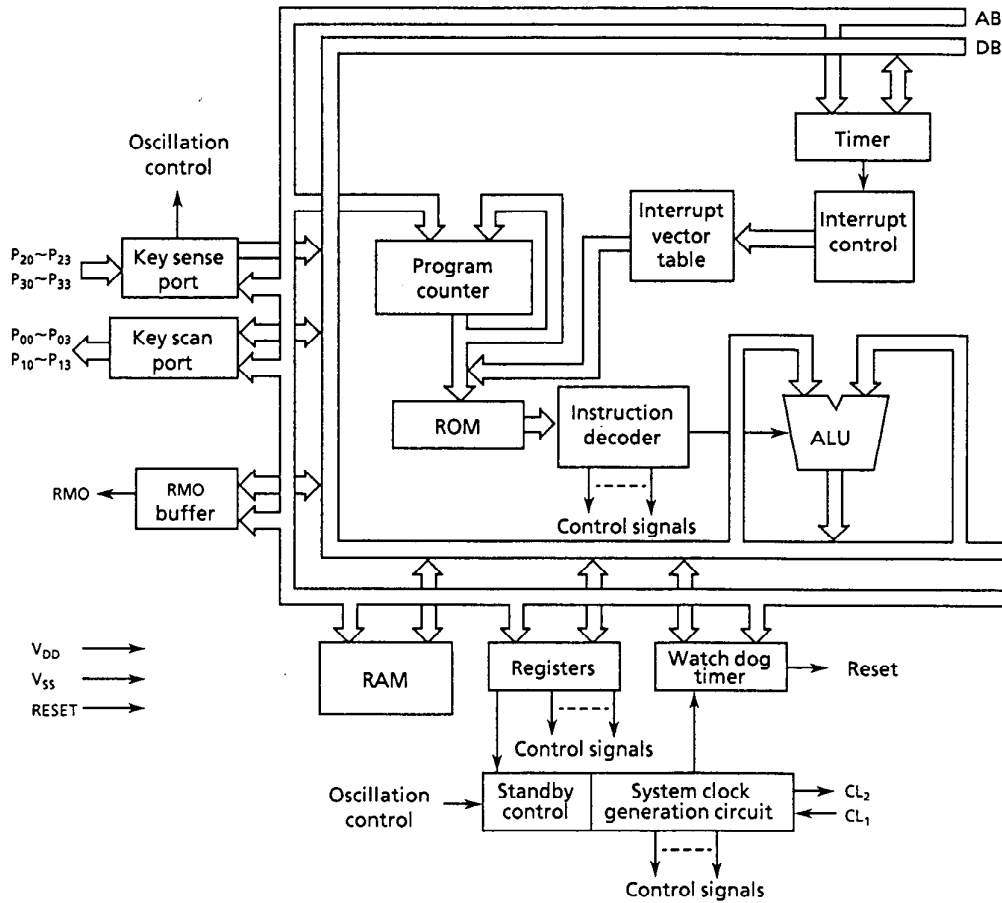 AB
DB
Timer
Oscillation
control
Interrupt
vector
table
Interrupt
control
P20~P23
P30~P33
Key sense
port
Program
counter
P00~P03
P10~P13
Key scan
port
ROM
Instruction
decoder
ALU
RMO
RMO
buffer
Control signals
VDD
VSS
RESET
RAM
Registers
Watch dog
timer
Reset
Control signals
Oscillation
control
Standby
control
System clock
generation circuit
CL2
CL1
Control signals